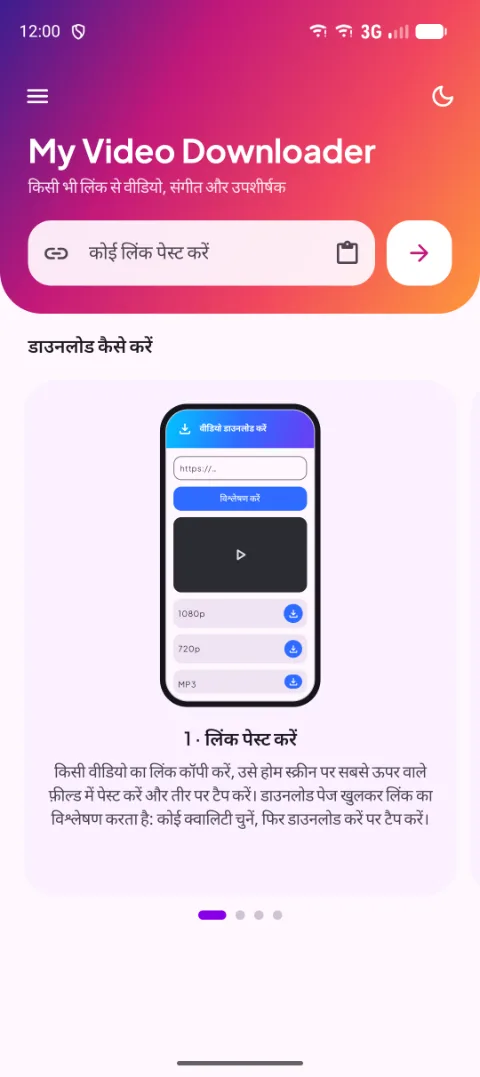 12:00
3G
My Video Downloader
किसी भी लिंक से वीडियो, संगीत और उपशीर्षक
कोई लिंक पेस्ट करें
डाउनलोड कैसे करें
वीडियो डाउनलोड करें
https://..
विश्लेषण करें
1080p
720p
MP3
1 · लिंक पेस्ट करें
किसी वीडियो का लिंक कॉपी करें, उसे होम स्क्रीन पर सबसे ऊपर वाले
फ़ील्ड में पेस्ट करें और तीर पर टैप करें। डाउनलोड पेज खुलकर लिंक का
विश्लेषण करता है: कोई क्वालिटी चुनें, फिर डाउनलोड करें पर टैप करें।